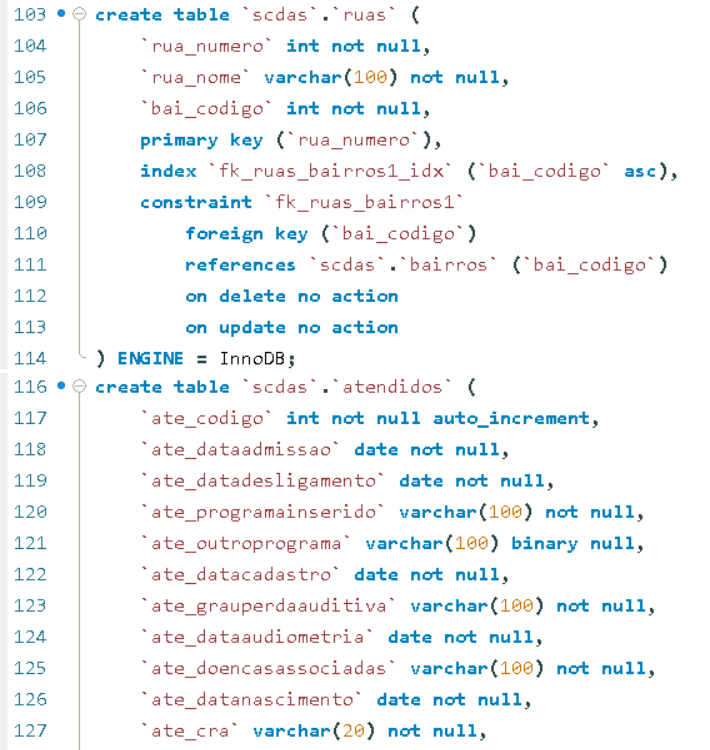 103 create table `scdas`.`ruas` (
104 `rua_numero` int not null,
105 `rua_nome` varchar(100) not null,
106 `bai_codigo` int not null,
107 primary key (`rua_numero`),
108 index `fk_ruas_bairros1_idx` (`bai_codigo` asc),
109 constraint `fk_ruas_bairros1`
110 foreign key (`bai_codigo`)
111 references `scdas`.`bairros` (`bai_codigo`)
112 on delete no action
113 on update no action
114 ) ENGINE = InnoDB;
116 create table `scdas`.`atendidos` (
117 `ate_codigo` int not null auto_increment,
118 `ate_dataadmissao` date not null,
119 `ate_datadesligamento` date not null,
120 `ate_programainserido` varchar(100) not null,
121 `ate_outroprograma` varchar(100) binary null,
122 `ate_datacadastro` date not null,
123 `ate_grauperdaauditiva` varchar(100) not null,
124 `ate_dataaudiometria` date not null,
125 `ate_doencasassociadas` varchar(100) not null,
126 `ate_datanascimento` date not null,
127 `ate_cra` varchar(20) not null,